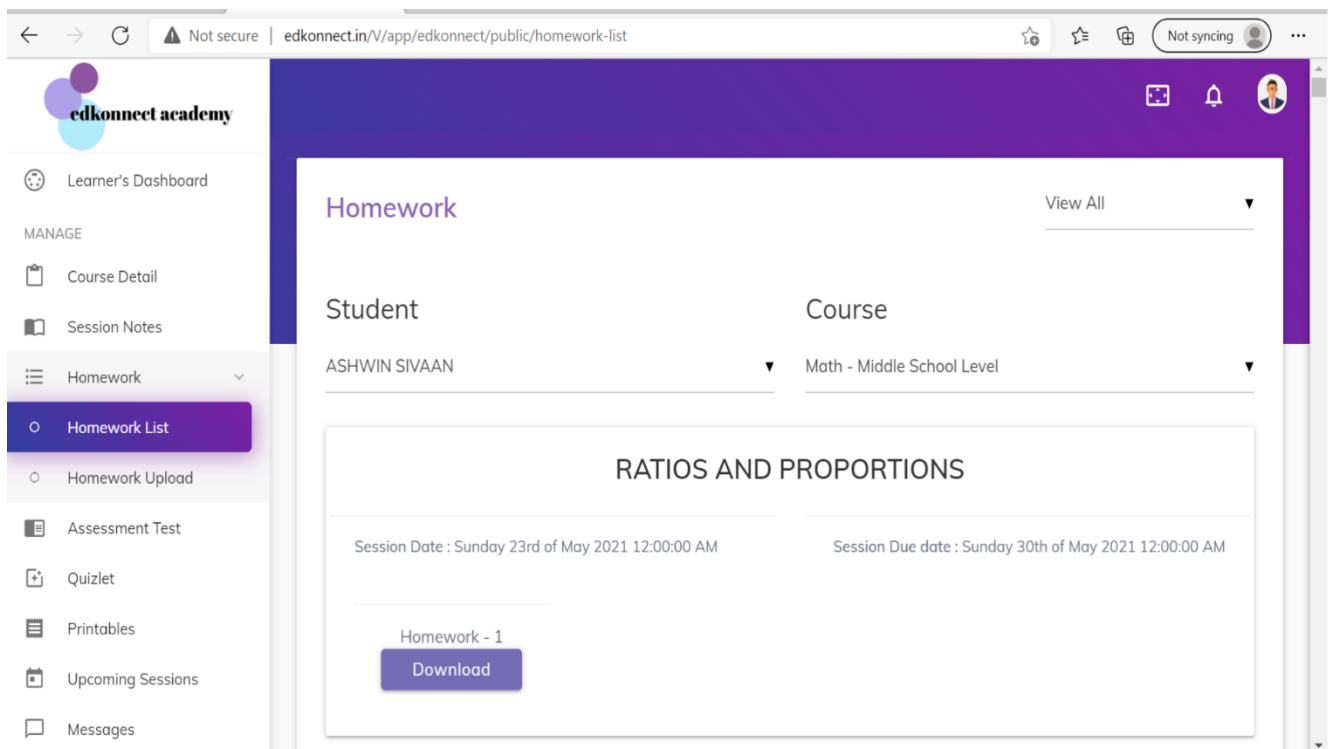 Not secure | edkonnect.in/V/app/edkonnect/public/homework-list
Not syncing
edkonnect academy
Learner's Dashboard
MANAGE
Course Detail
Session Notes
Homework
Homework List
Homework Upload
Assessment Test
Quizlet
Printables
Upcoming Sessions
Messages
Homework
View All
Student
Course
ASHWIN SIVAAN
Math - Middle School Level
RATIOS AND PROPORTIONS
Session Date : Sunday 23rd of May 2021 12:00:00 AM
Session Due date : Sunday 30th of May 2021 12:00:00 AM
Homework - 1
Download